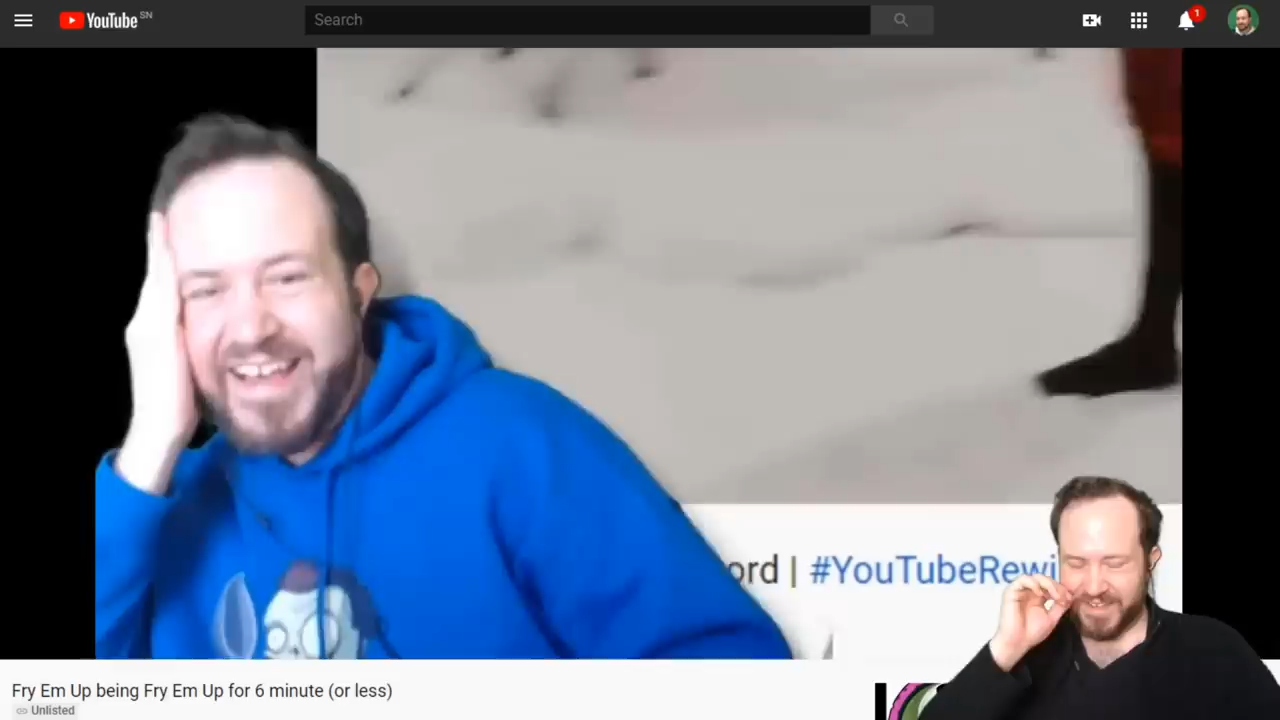 YouTube SN
Search
1
ord | #YouTubeRewi
Fry Em Up being Fry Em Up for 6 minute (or less)
Unlisted